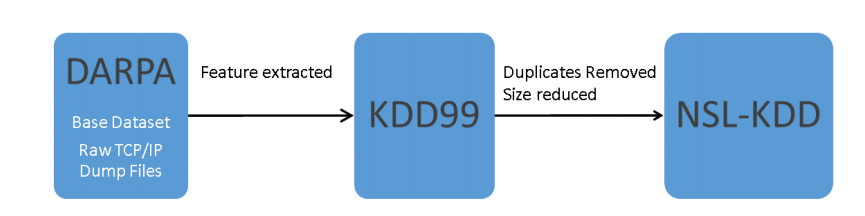 DARPA
Base Dataset
Raw TCP/IP
Dump Files
Feature extracted
KDD99
Duplicates Removed
Size reduced
NSL-KDD